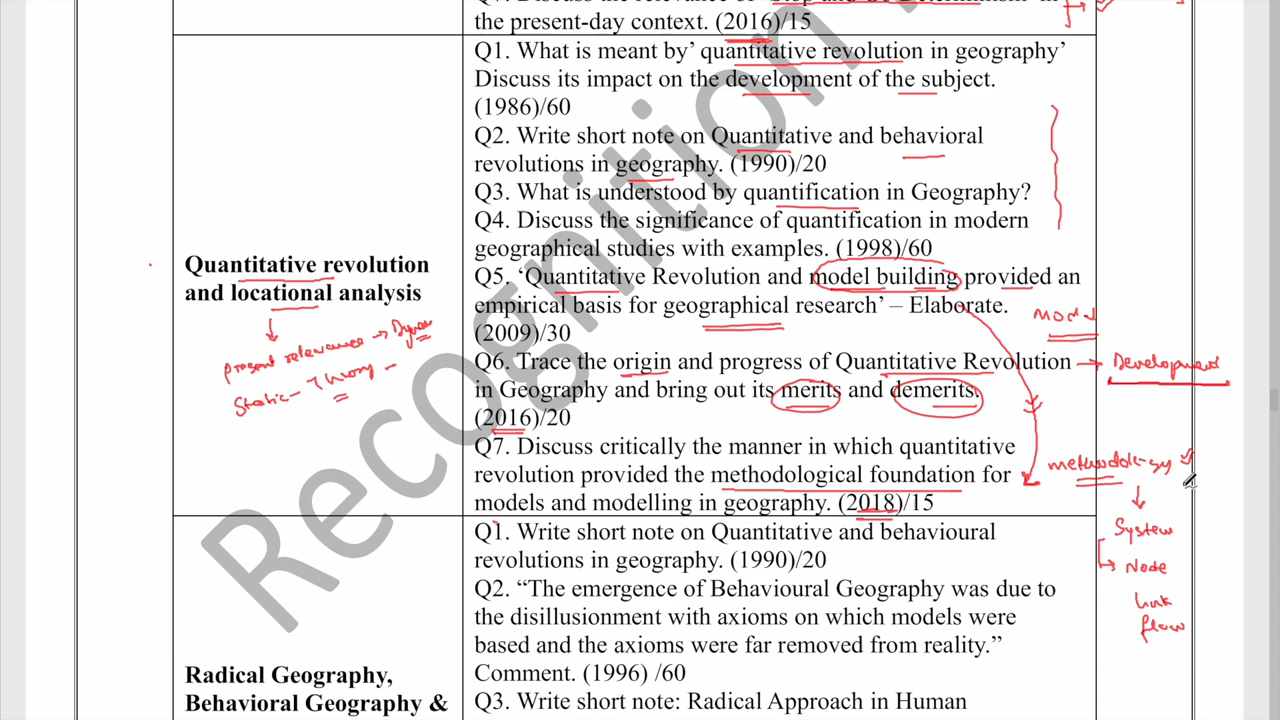 the present-day context. (2016)/15
Q1. What is meant by’ quantitative revolution in geography’
Discuss its impact on the development of the subject.
(1986)/60
Q2. Write short note on Quantitative and behavioral
revolutions in geography. (1990)/20
Q3. What is understood by quantification in Geography?
Q4. Discuss the significance of quantification in modern
geographical studies with examples. (1998)/60
Quantitative revolution
and locational analysis
Q5. ‘Quantitative Revolution and model building provided an
empirical basis for geographical research’ – Elaborate.
(2009)/30
Q6. Trace the origin and progress of Quantitative Revolution
in Geography and bring out its merits and demerits.
(2016)/20
Q7. Discuss critically the manner in which quantitative
revolution provided the methodological foundation for
models and modelling in geography. (2018)/15
present relevance
Static - Theory -
Model
Development
methodology
System
Node
link
flow
Q1. Write short note on Quantitative and behavioural
revolutions in geography. (1990)/20
Q2. “The emergence of Behavioural Geography was due to
the disillusionment with axioms on which models were
based and the axioms were far removed from reality.”
Comment. (1996) /60
Radical Geography,
Behavioral Geography &
Q3. Write short note: Radical Approach in Human
Recognition